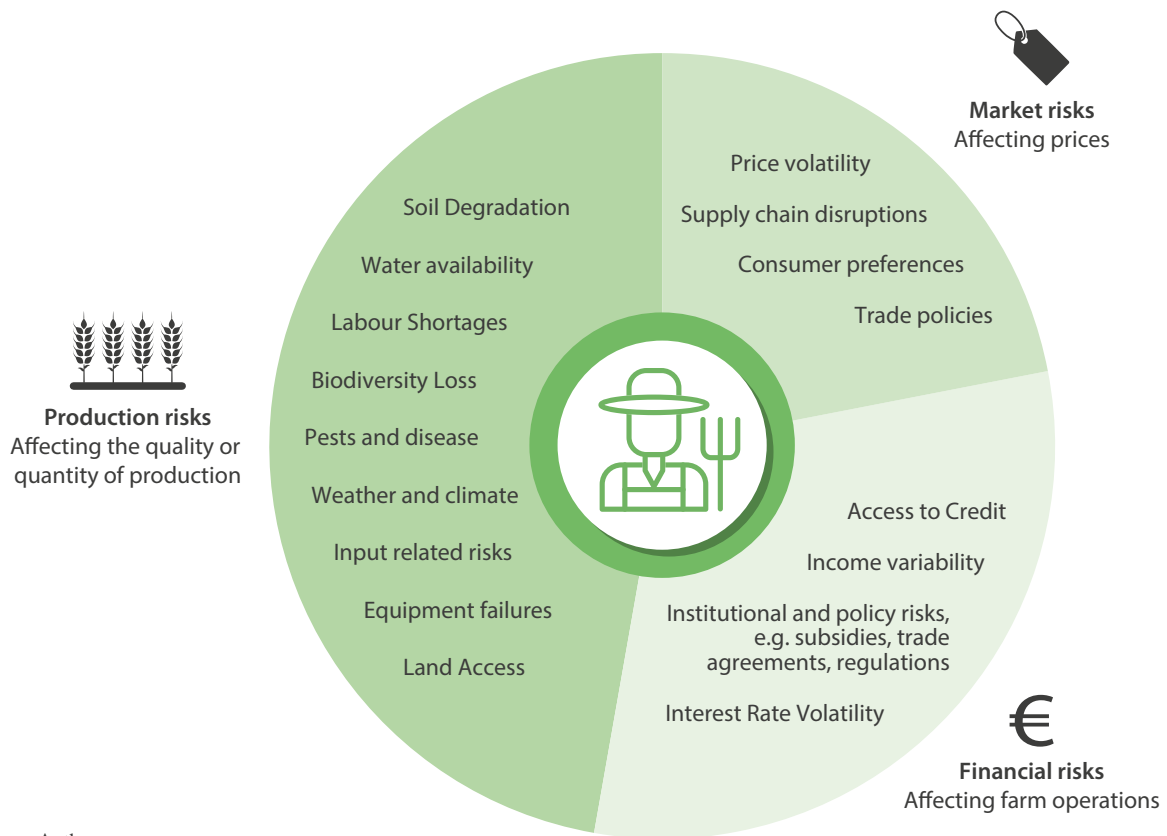 Market risks
Affecting prices
Price volatility
Supply chain disruptions
Consumer preferences
Trade policies
Soil Degradation
Water availability
Labour Shortages
Biodiversity Loss
Pests and disease
Weather and climate
Input related risks
Equipment failures
Land Access
Production risks
Affecting the quality or
quantity of production
Access to Credit
Income variability
Institutional and policy risks,
e.g. subsidies, trade
agreements, regulations
Interest Rate Volatility
€
Financial risks
Affecting farm operations